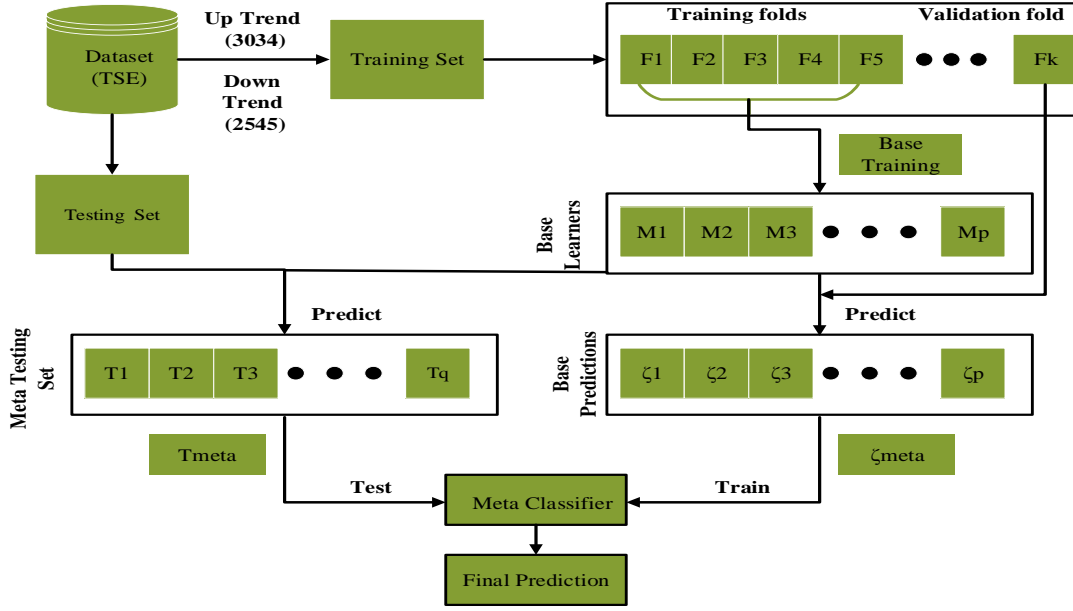 Up Trend
(3034)
Dataset
(TSE)
Down
Trend
(2545)
Training Set
Training folds
Validation fold
F1 F2 F3 F4 F5 Fk
Base
Training
Testing Set
Base
Learners
M1 M2 M3 Mp
Predict
Predict
Meta Testing
Set
T1 T2 T3 Tq
Base
Predictions
ζ1 ζ2 ζ3 ζp
Tmeta
ζmeta
Test
Meta Classifier
Train
Final Prediction